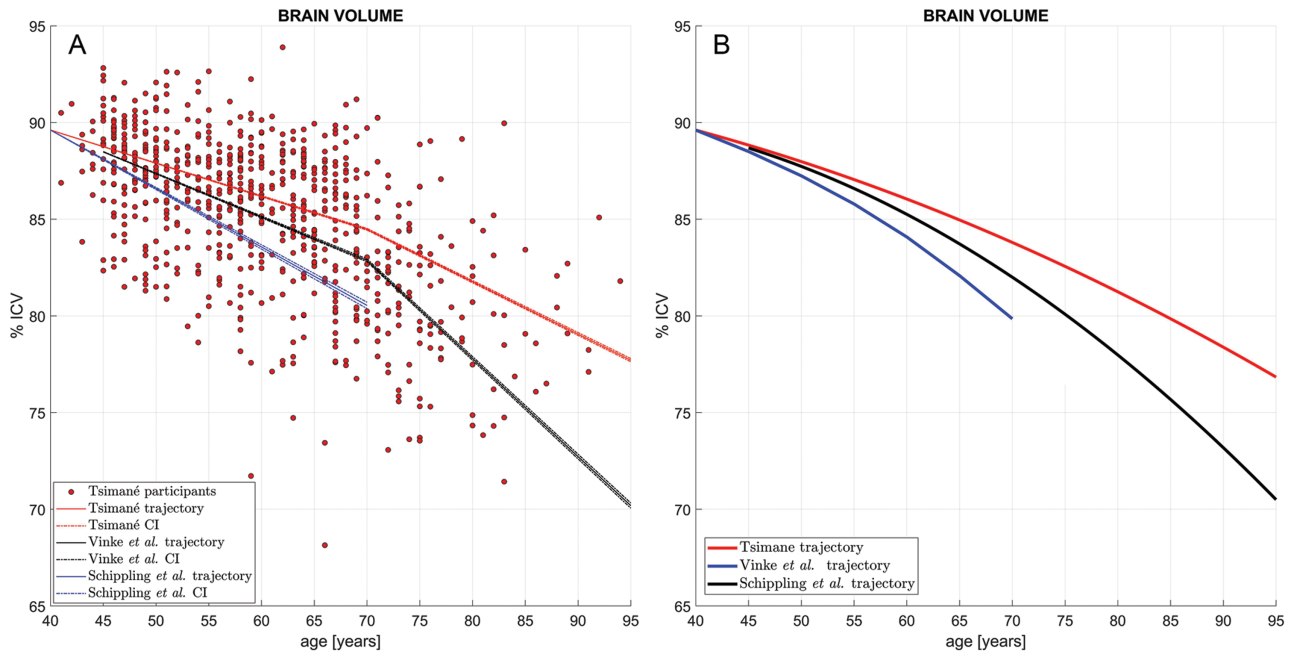 BRAIN VOLUME
A
95
90
85
80
75
70
65
% ICV
Tsimané participants
Tsimané trajectory
Tsimané CI
Vinke et al. trajectory
Vinke et al. CI
Schippling et al. trajectory
Schippling et al. CI
40 45 50 55 60 65 70 75 80 85 90 95
age [years]
BRAIN VOLUME
B
95
90
85
80
75
70
65
% ICV
Tsimane trajectory
Vinke et al. trajectory
Schippling et al. trajectory
40 45 50 55 60 65 70 75 80 85 90 95
age [years]